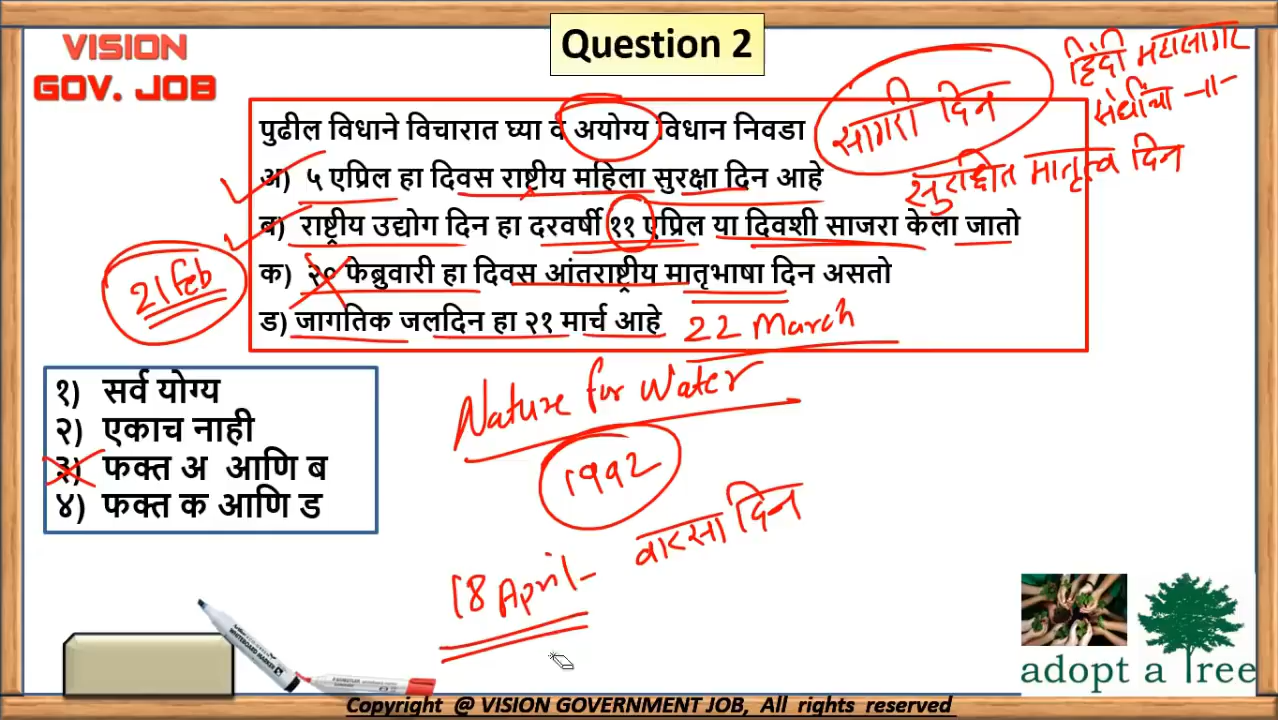 VISION
GOV. JOB
Question 2
हिंदी महासागर
संधींचा -11-
सागरी दिन
सुरक्षित मातृत्व दिन
पुढील विधाने विचारात घ्या व अयोग्य विधान निवडा
अ) ५ एप्रिल हा दिवस राष्ट्रीय महिला सुरक्षा दिन आहे
ब) राष्ट्रीय उद्योग दिन हा दरवर्षी ११ एप्रिल या दिवशी साजरा केला जातो
21 Feb
क) २० फेब्रुवारी हा दिवस आंतराष्ट्रीय मातृभाषा दिन असतो
ड) जागतिक जलदिन हा २१ मार्च आहे 22 March
१) सर्व योग्य
२) एकाच नाही
३) फक्त अ आणि ब
४) फक्त क आणि ड
Nature for Water
1992
18 April - वारसा दिन
adopt a Tree
Copyright @ VISION GOVERNMENT JOB, All rights reserved